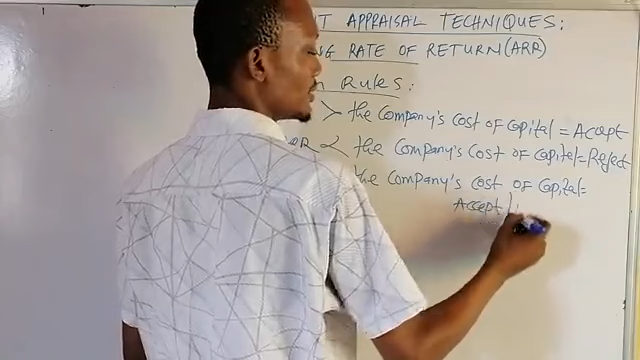 T APPRAISAL TECHNIQUES:
NG RATE OF RETURN (ARR)
n Rules:
> the Company's Cost of Capital = Accept
R < the Company's Cost of Capital = Reject
the Company's Cost of Capital =
Accept